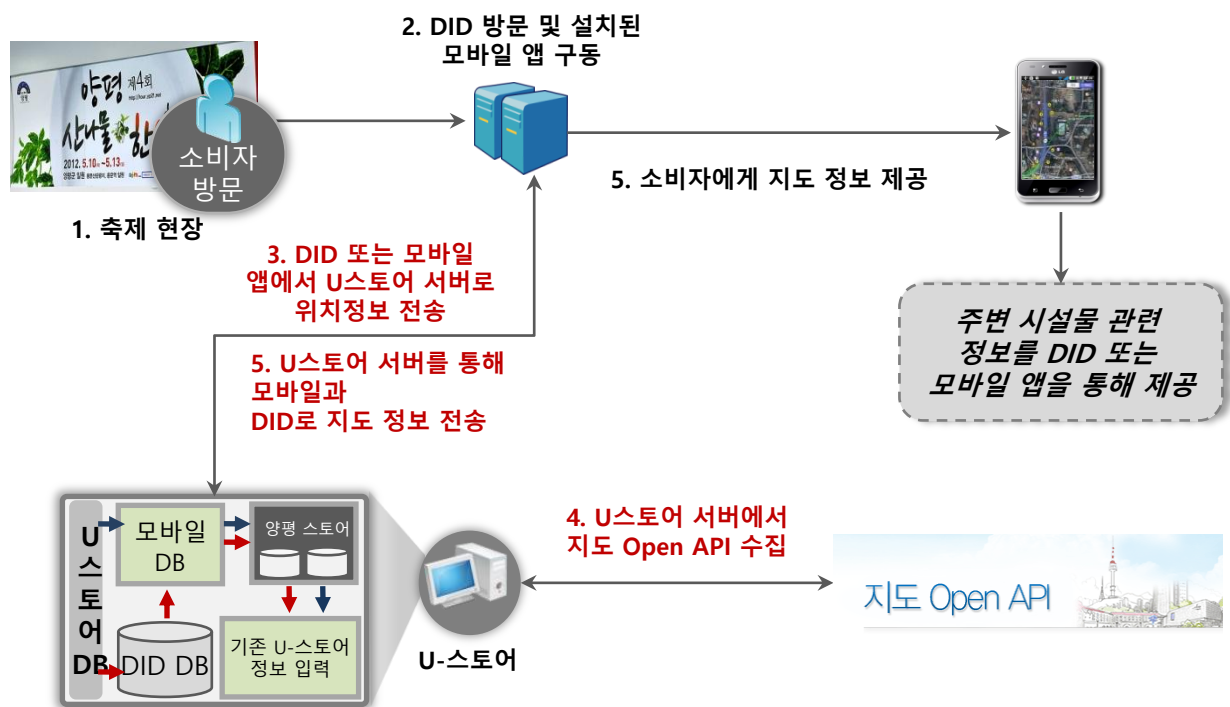 2. DID 방문 및 설치된
모바일 앱 구동
양평 제4회
산나물 한
2012. 5.10 ~5.13
소비자
방문
1. 축제 현장
5. 소비자에게 지도 정보 제공
3. DID 또는 모바일
앱에서 U스토어 서버로
위치정보 전송
5. U스토어 서버를 통해
모바일과
DID로 지도 정보 전송
주변 시설물 관련
정보를 DID 또는
모바일 앱을 통해 제공
U스토어DB
모바일
DB
양평 스토어
DID DB
기존 U-스토어
정보 입력
U-스토어
4. U스토어 서버에서
지도 Open API 수집
지도 Open API